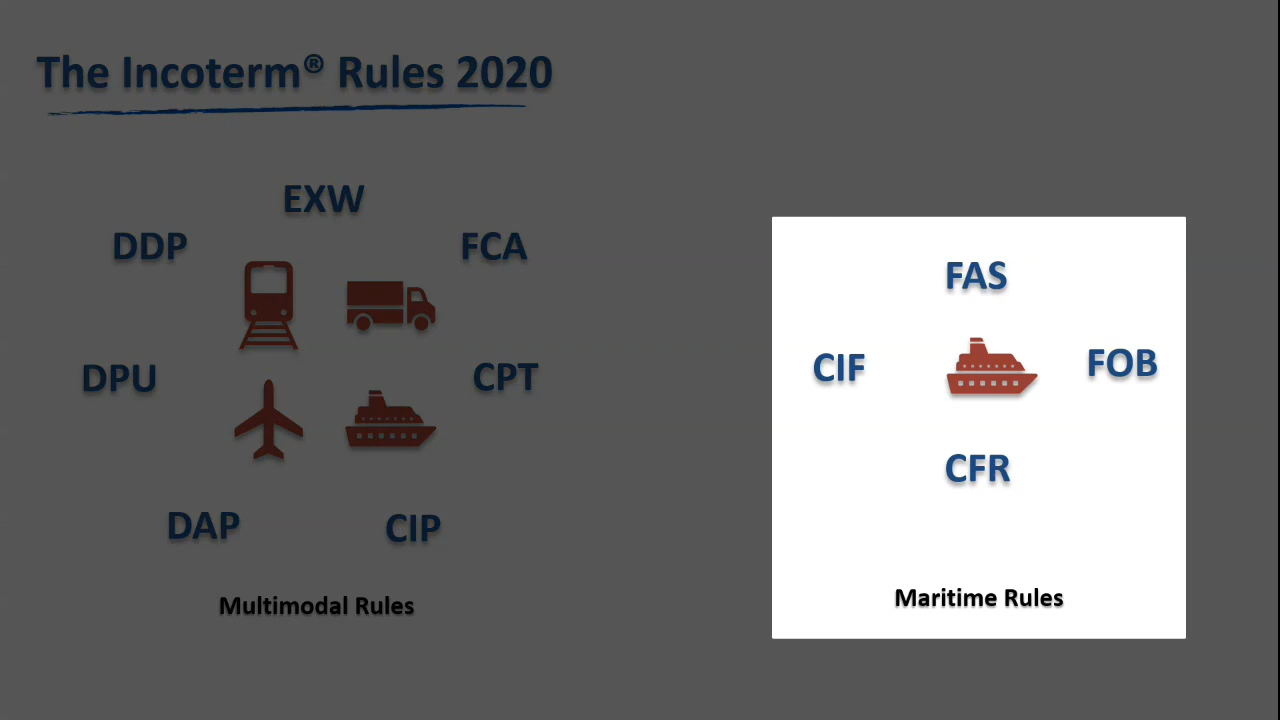 The Incoterm® Rules 2020
EXW
DDP
FCA
DPU
CPT
DAP
CIP
Multimodal Rules
FAS
CIF
FOB
CFR
Maritime Rules